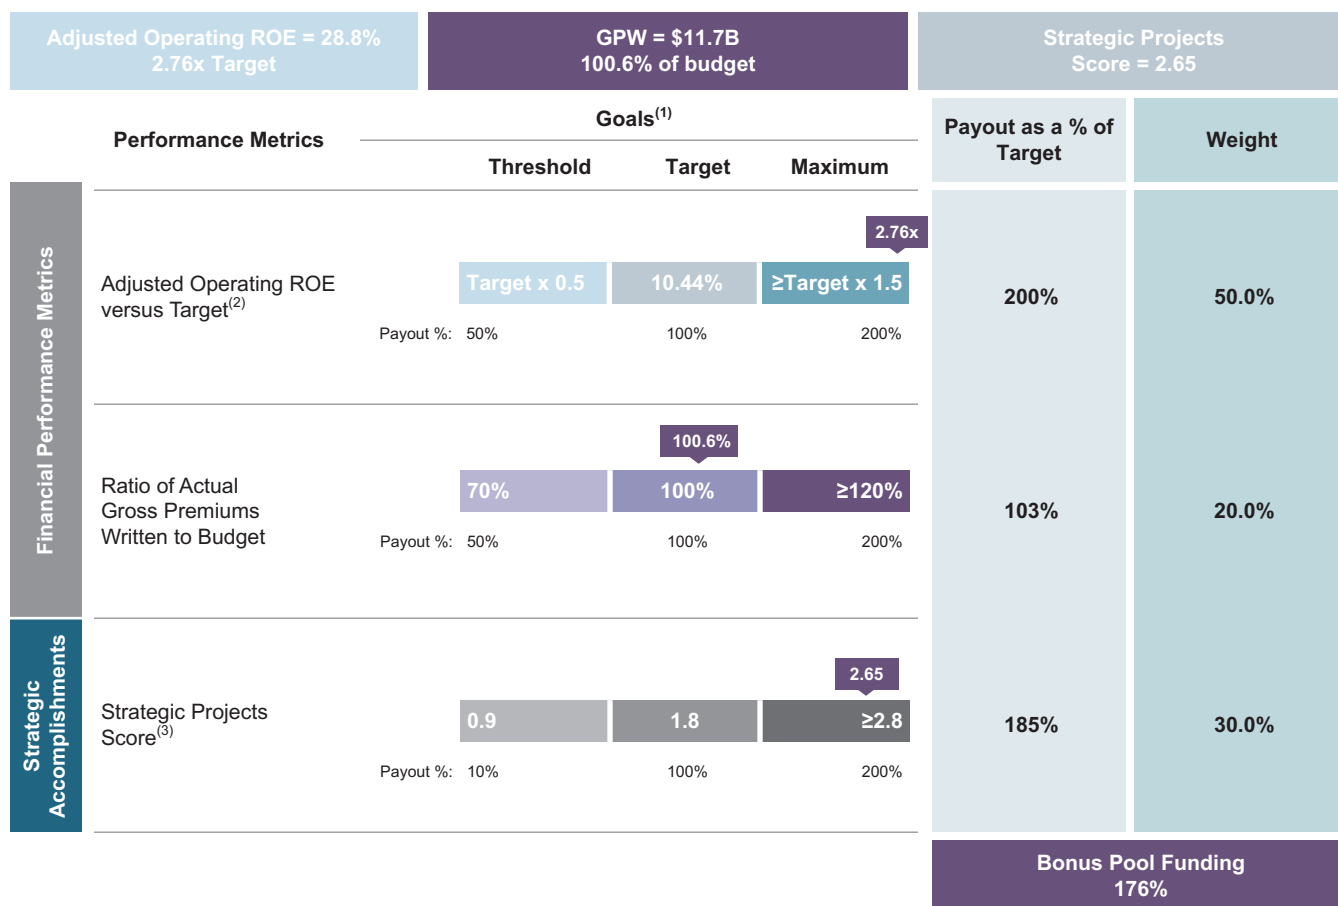 Adjusted Operating ROE = 28.8%
2.76x Target
GPW = $11.7B
100.6% of budget
Strategic Projects
Score = 2.65
Performance Metrics
Goals(1)
Threshold
Target
Maximum
Payout as a % of
Target
Weight
Financial Performance Metrics
Adjusted Operating ROE
versus Target(2)
2.76x
Target x 0.5
10.44%
≥Target x 1.5
Payout %:
50%
100%
200%
200%
50.0%
Ratio of Actual
Gross Premiums
Written to Budget
100.6%
70%
100%
≥120%
Payout %:
50%
100%
200%
103%
20.0%
Strategic
Accomplishments
Strategic Projects
Score(3)
2.65
0.9
1.8
≥2.8
Payout %:
10%
100%
200%
185%
30.0%
Bonus Pool Funding
176%